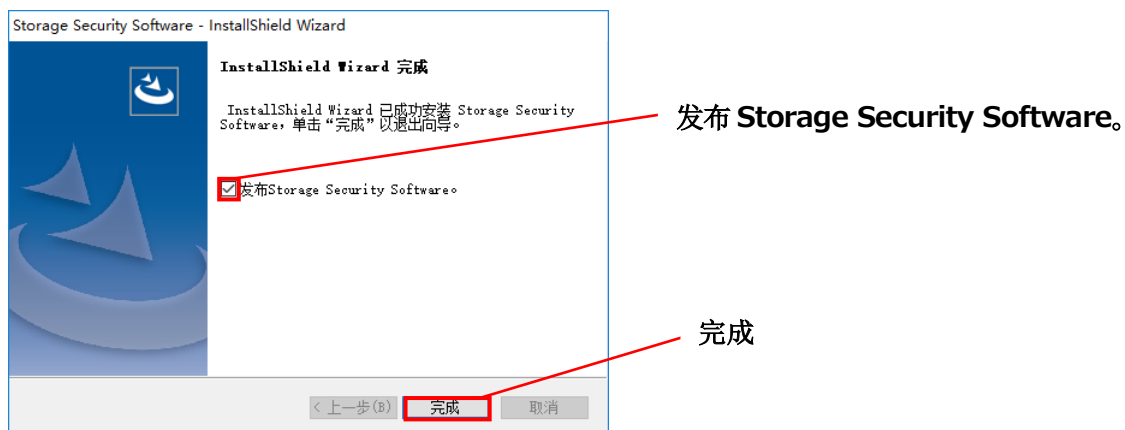 Storage Security Software - InstallShield Wizard
InstallShield Wizard 完成
InstallShield Wizard 已成功安装 Storage Security
Software，单击“完成”以退出向导。
发布Storage Security Software。
< 上一步(B)
完成
取消
发布 Storage Security Software。
完成